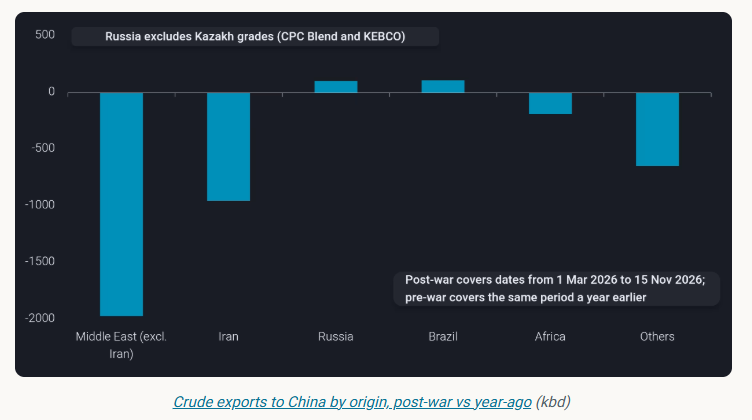 500
Russia excludes Kazakh grades (CPC Blend and KEBCO)
0
-500
-1000
-1500
Post-war covers dates from 1 Mar 2026 to 15 Nov 2026;
pre-war covers the same period a year earlier
-2000
Middle East (excl.
Iran)
Iran
Russia
Brazil
Africa
Others
Crude exports to China by origin, post-war vs year-ago (kbd)